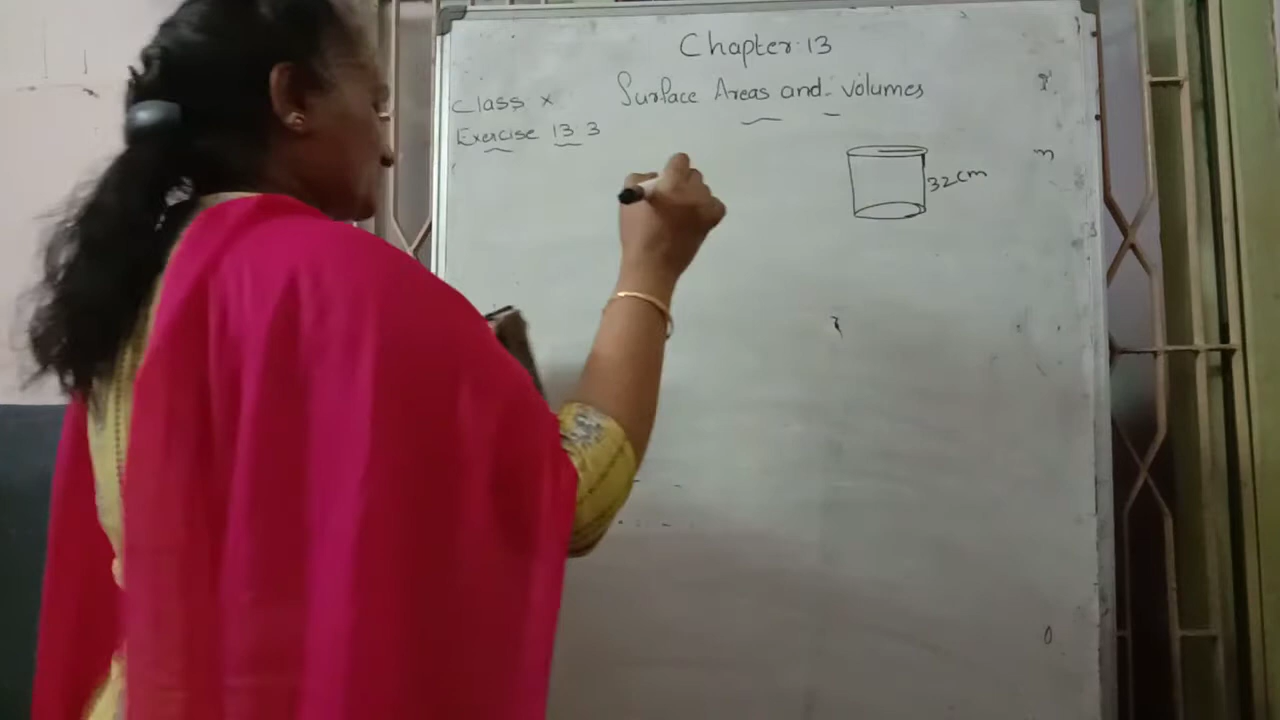 Chapter 13
Surface Areas and volumes
Class X
Exercise 13 3
32cm